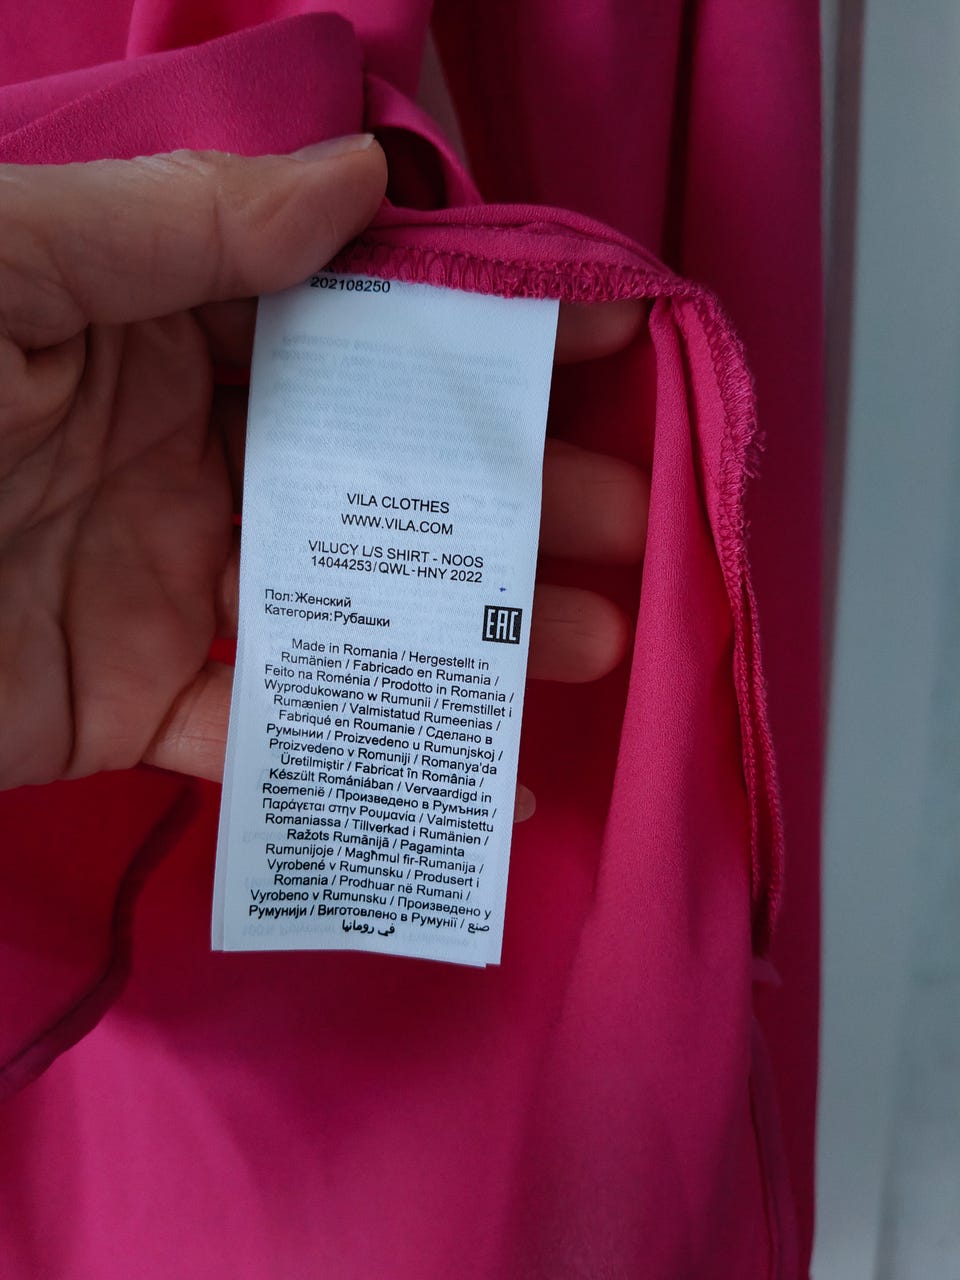 202108250
VILA CLOTHES
WWW.VILA.COM
VILUCY L/S SHIRT - NOOS
14044253/QWL-HNY 2022
Пол:Женский
Категория:Рубашки
EAC
Made in Romania / Hergestellt in
Rumänien / Fabricado en Rumania /
Feito na Roménia / Prodotto in Romania /
Wyprodukowano w Rumunii / Fremstillet i
Rumænien / Valmistatud Rumeenias /
Fabriqué en Roumanie / Сделано в
Румынии / Proizvedeno u Rumunjskoj /
Proizvedeno v Romuniji / Romanya'da
Üretilmiştir / Fabricat în România /
Készült Romániában / Vervaardigd in
Roemenië / Произведено в Румъния /
Παράγεται στην Ρουμανία / Valmistettu
Romaniassa / Tillverkad i Rumänien /
Ražots Rumānijā / Pagaminta
Rumunijoje / Magħmul fir-Rumanija /
Vyrobené v Rumunsku / Produsert i
Romania / Prodhuar në Rumani /
Vyrobeno v Rumunsku / Произведено у
Румунији / Виготовлено в Румунії / صنع
في رومانيا